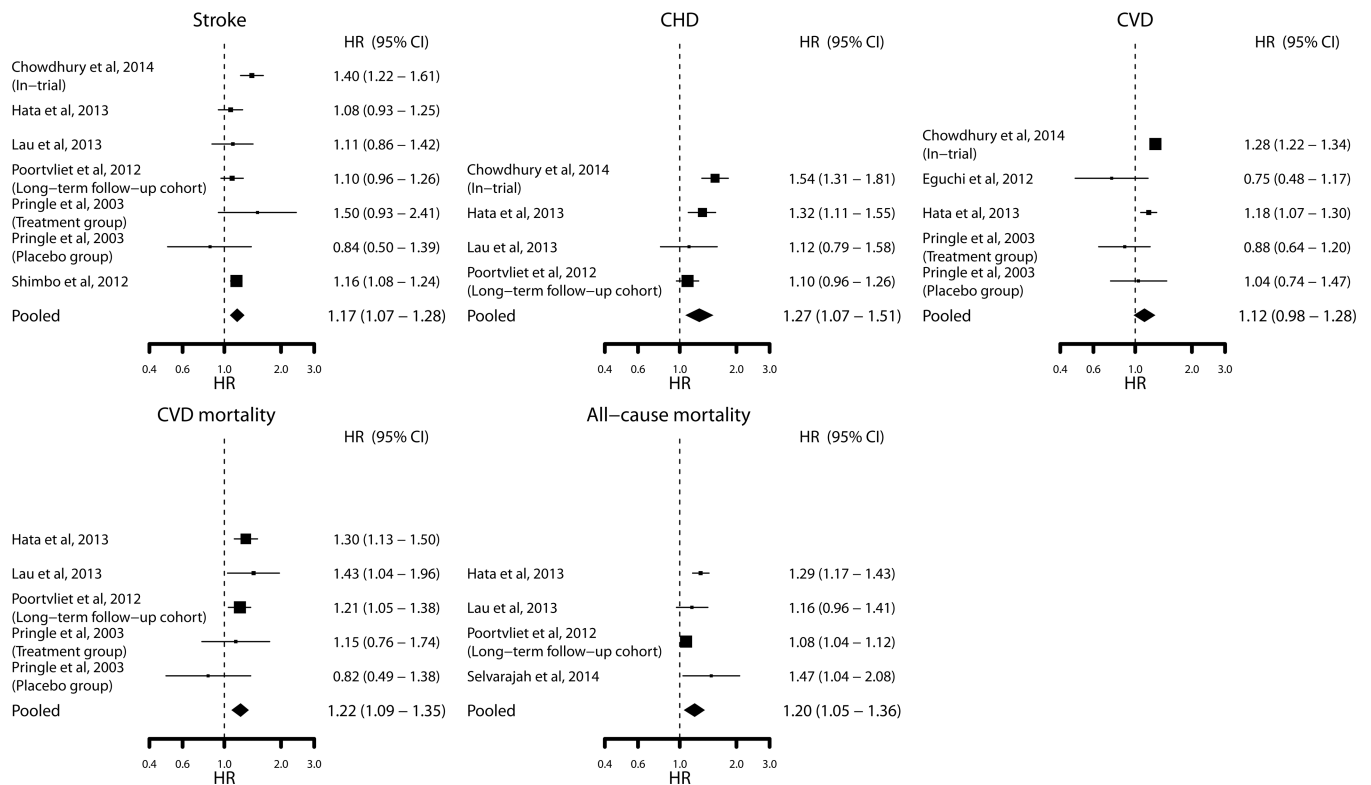 Stroke
HR (95% CI)
Chowdhury et al, 2014
(In−trial)
1.40 (1.22 − 1.61)
Hata et al, 2013
1.08 (0.93 − 1.25)
Lau et al, 2013
1.11 (0.86 − 1.42)
Poortvliet et al, 2012
(Long−term follow−up cohort)
1.10 (0.96 − 1.26)
Pringle et al, 2003
(Treatment group)
1.50 (0.93 − 2.41)
Pringle et al, 2003
(Placebo group)
0.84 (0.50 − 1.39)
Shimbo et al, 2012
1.16 (1.08 − 1.24)
Pooled
1.17 (1.07 − 1.28)
0.4 0.6 1.0 2.0 3.0
HR
CHD
HR (95% CI)
Chowdhury et al, 2014
(In−trial)
1.54 (1.31 − 1.81)
Hata et al, 2013
1.32 (1.11 − 1.55)
Lau et al, 2013
1.12 (0.79 − 1.58)
Poortvliet et al, 2012
(Long−term follow−up cohort)
1.10 (0.96 − 1.26)
Pooled
1.27 (1.07 − 1.51)
0.4 0.6 1.0 2.0 3.0
HR
CVD
HR (95% CI)
Chowdhury et al, 2014
(In−trial)
1.28 (1.22 − 1.34)
Eguchi et al, 2012
0.75 (0.48 − 1.17)
Hata et al, 2013
1.18 (1.07 − 1.30)
Pringle et al, 2003
(Treatment group)
0.88 (0.64 − 1.20)
Pringle et al, 2003
(Placebo group)
1.04 (0.74 − 1.47)
Pooled
1.12 (0.98 − 1.28)
0.4 0.6 1.0 2.0 3.0
HR
CVD mortality
HR (95% CI)
Hata et al, 2013
1.30 (1.13 − 1.50)
Lau et al, 2013
1.43 (1.04 − 1.96)
Poortvliet et al, 2012
(Long−term follow−up cohort)
1.21 (1.05 − 1.38)
Pringle et al, 2003
(Treatment group)
1.15 (0.76 − 1.74)
Pringle et al, 2003
(Placebo group)
0.82 (0.49 − 1.38)
Pooled
1.22 (1.09 − 1.35)
0.4 0.6 1.0 2.0 3.0
HR
All−cause mortality
HR (95% CI)
Hata et al, 2013
1.29 (1.17 − 1.43)
Lau et al, 2013
1.16 (0.96 − 1.41)
Poortvliet et al, 2012
(Long−term follow−up cohort)
1.08 (1.04 − 1.12)
Selvarajah et al, 2014
1.47 (1.04 − 2.08)
Pooled
1.20 (1.05 − 1.36)
0.4 0.6 1.0 2.0 3.0
HR